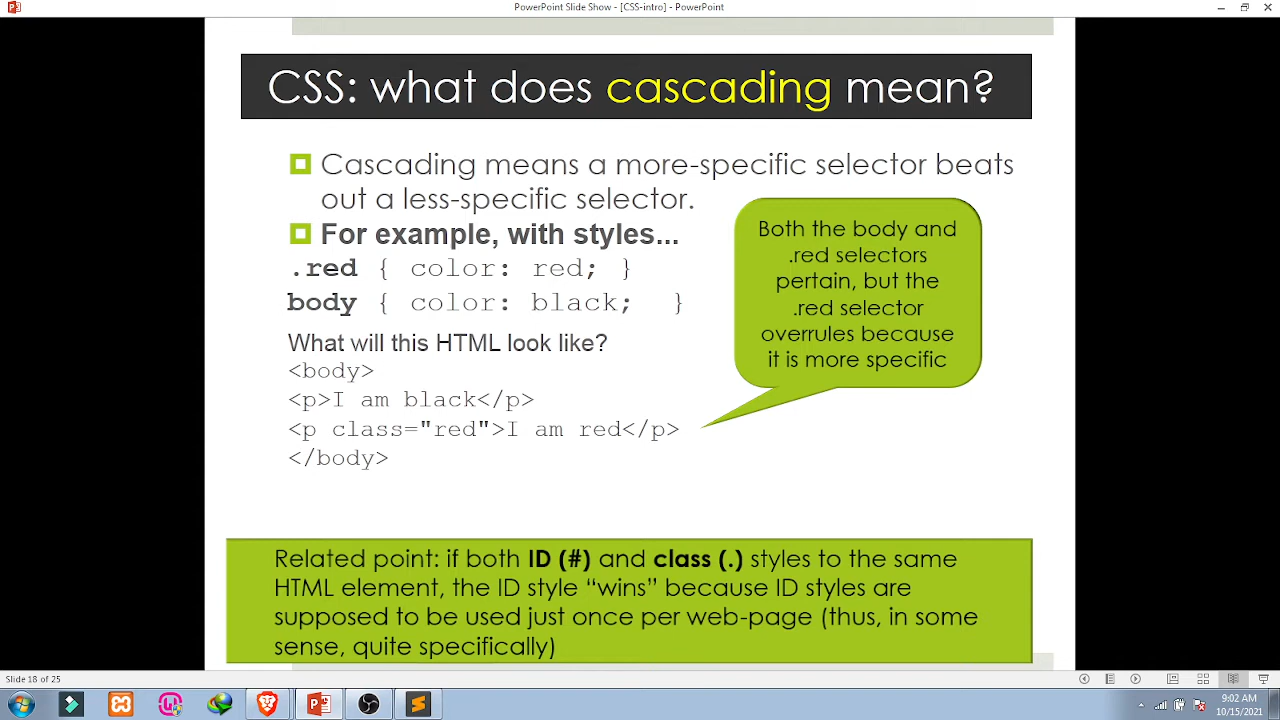 PowerPoint Slide Show - [CSS-intro] - PowerPoint
CSS: what does cascading mean?
Cascading means a more-specific selector beats
out a less-specific selector.
For example, with styles...
.red { color: red; }
body { color: black; }
What will this HTML look like?
<body>
<p>I am black</p>
<p class="red">I am red</p>
</body>
Both the body and
.red selectors
pertain, but the
.red selector
overrules because
it is more specific
Related point: if both ID (#) and class (.) styles to the same
HTML element, the ID style “wins” because ID styles are
supposed to be used just once per web-page (thus, in some
sense, quite specifically)
Slide 18 of 25
9:02 AM
10/15/2021